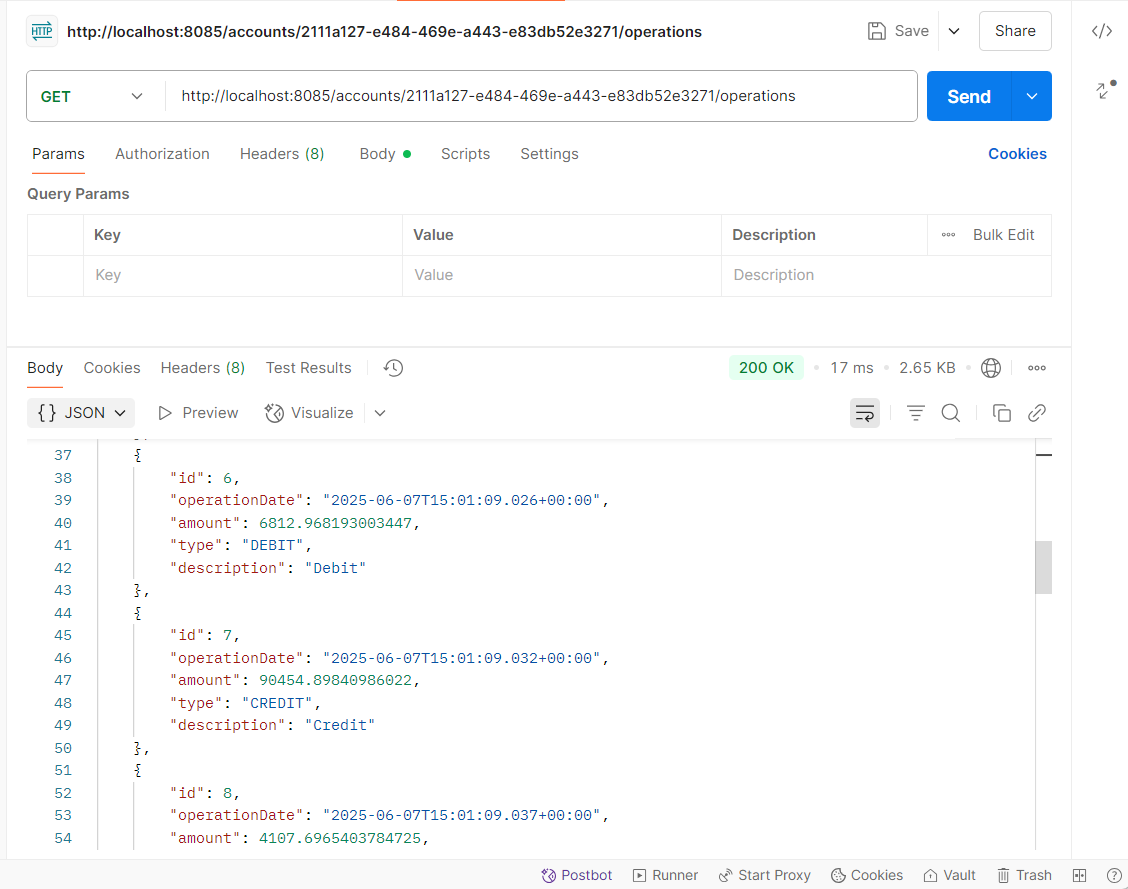 HTTP http://localhost:8085/accounts/2111a127-e484-469e-a443-e83db52e3271/operations Save Share
GET http://localhost:8085/accounts/2111a127-e484-469e-a443-e83db52e3271/operations Send
Params Authorization Headers (8) Body Scripts Settings Cookies
Query Params
Key Value Description Bulk Edit
Key Value Description
Body Cookies Headers (8) Test Results 200 OK 17 ms 2.65 KB
{} JSON Preview Visualize
37 {
38 "id": 6,
39 "operationDate": "2025-06-07T15:01:09.026+00:00",
40 "amount": 6812.968193003447,
41 "type": "DEBIT",
42 "description": "Debit"
43 },
44 {
45 "id": 7,
46 "operationDate": "2025-06-07T15:01:09.032+00:00",
47 "amount": 90454.89840986022,
48 "type": "CREDIT",
49 "description": "Credit"
50 },
51 {
52 "id": 8,
53 "operationDate": "2025-06-07T15:01:09.037+00:00",
54 "amount": 4107.6965403784725,
Postbot Runner Start Proxy Cookies Vault Trash